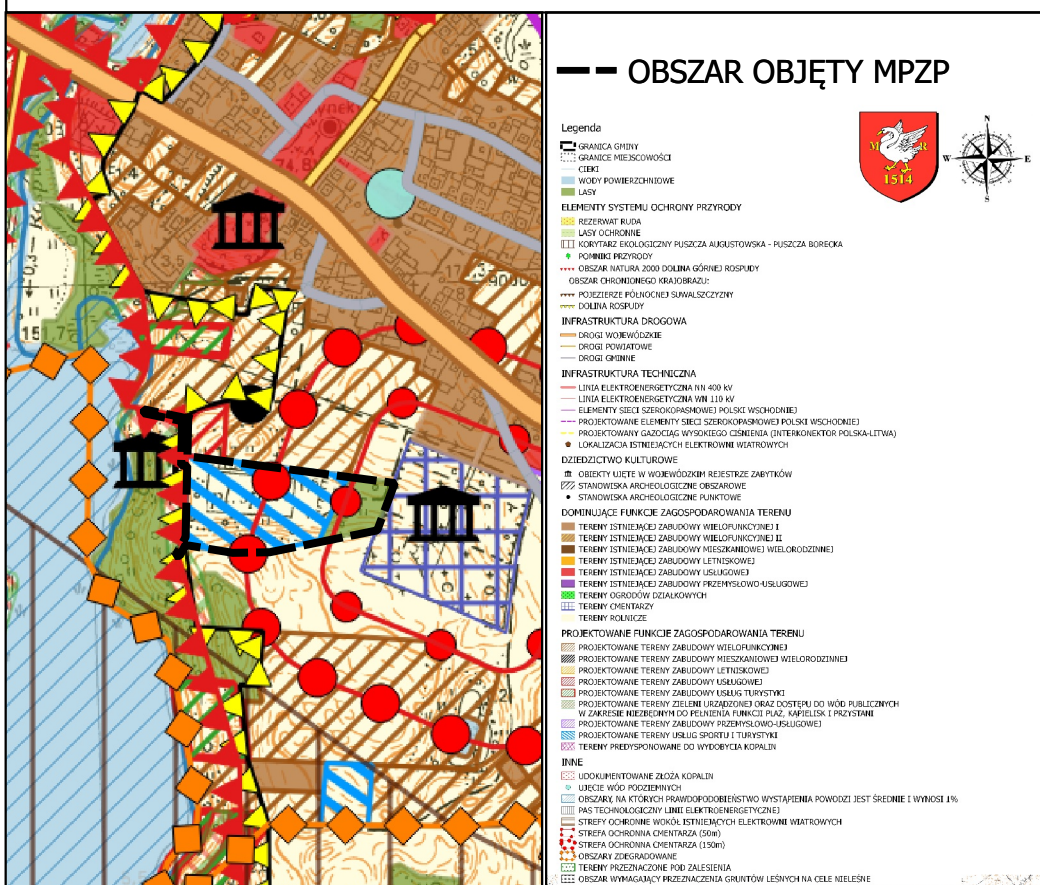 OBSZAR OBJĘTY MPZP
M R
1514
N
W E
S
Legenda
GRANICA GMINY
GRANICE MIEJSCOWOŚCI
CIEKI
WODY POWIERZCHNIOWE
LASY
ELEMENTY SYSTEMU OCHRONY PRZYRODY
REZERWAT RUDA
LASY OCHRONNE
KORYTARZ EKOLOGICZNY PUSZCZA AUGUSTOWSKA - PUSZCZA BORECKA
POMNIKI PRZYRODY
OBSZAR NATURA 2000 DOLINA GÓRNEJ ROSPUDY
OBSZAR CHRONIONEGO KRAJOBRAZU:
POJEZIERZE PÓŁNOCNEJ SUWALSZCZYZNY
DOLINA ROSPUDY
INFRASTRUKTURA DROGOWA
DROGI WOJEWÓDZKIE
DROGI POWIATOWE
DROGI GMINNE
INFRASTRUKTURA TECHNICZNA
LINIA ELEKTROENERGETYCZNA NN 400 kV
LINIA ELEKTROENERGETYCZNA WN 110 kV
ELEMENTY SIECI SZEROKOPASMOWEJ POLSKI WSCHODNIEJ
PROJEKTOWANE ELEMENTY SIECI SZEROKOPASMOWEJ POLSKI WSCHODNIEJ
PROJEKTOWANY GAZOCIĄG WYSOKIEGO CIŚNIENIA (INTERKONEKTOR POLSKA-LITWA)
LOKALIZACJA ISTNIEJĄCYCH ELEKTROWNI WIATROWYCH
DZIEDZICTWO KULTUROWE
OBIEKTY UJĘTE W WOJEWÓDZKIM REJESTRZE ZABYTKÓW
STANOWISKA ARCHEOLOGICZNE OBSZAROWE
STANOWISKA ARCHEOLOGICZNE PUNKTOWE
DOMINUJĄCE FUNKCJE ZAGOSPODAROWANIA TERENU
TERENY ISTNIEJĄCEJ ZABUDOWY WIELOFUNKCYJNEJ I
TERENY ISTNIEJĄCEJ ZABUDOWY WIELOFUNKCYJNEJ II
TERENY ISTNIEJĄCEJ ZABUDOWY MIESZKANIOWEJ WIELORODZINNEJ
TERENY ISTNIEJĄCEJ ZABUDOWY LETNISKOWEJ
TERENY ISTNIEJĄCEJ ZABUDOWY USŁUGOWEJ
TERENY ISTNIEJĄCEJ ZABUDOWY PRZEMYSŁOWO-USŁUGOWEJ
TERENY OGRODÓW DZIAŁKOWYCH
TERENY CMENTARZY
TERENY ROLNICZE
PROJEKTOWANE FUNKCJE ZAGOSPODAROWANIA TERENU
PROJEKTOWANE TERENY ZABUDOWY WIELOFUNKCYJNEJ
PROJEKTOWANE TERENY ZABUDOWY MIESZKANIOWEJ WIELORODZINNEJ
PROJEKTOWANE TERENY ZABUDOWY LETNISKOWEJ
PROJEKTOWANE TERENY ZABUDOWY USŁUGOWEJ
PROJEKTOWANE TERENY ZABUDOWY USŁUG TURYSTYKI
PROJEKTOWANE TERENY ZIELENI URZĄDZONEJ ORAZ DOSTĘPU DO WÓD PUBLICZNYCH
W ZAKRESIE NIEZBĘDNYM DO PEŁNIENIA FUNKCJI PLAŻ, KĄPIELISK I PRZYSTANI
PROJEKTOWANE TERENY ZABUDOWY PRZEMYSŁOWO-USŁUGOWEJ
PROJEKTOWANE TERENY USŁUG SPORTU I TURYSTYKI
TERENY PREDYSPONOWANE DO WYDOBYCIA KOPALIN
INNE
UDOKUMENTOWANE ZŁOŻA KOPALIN
UJĘCIE WÓD PODZIEMNYCH
OBSZARY, NA KTÓRYCH PRAWDOPODOBIEŃSTWO WYSTĄPIENIA POWODZI JEST ŚREDNIE I WYNOSI 1%
PAS TECHNOLOGICZNY LINII ELEKTROENERGETYCZNEJ
STREFY OCHRONNE WOKÓŁ ISTNIEJĄCYCH ELEKTROWNI WIATROWYCH
STREFA OCHRONNA CMENTARZA (50m)
STREFA OCHRONNA CMENTARZA (150m)
OBSZARY ZDEGRADOWANE
TERENY PRZEZNACZONE POD ZALESIENIA
OBSZAR WYMAGAJĄCY PRZEZNACZENIA GRUNTÓW LEŚNYCH NA CELE NIELEŚNE